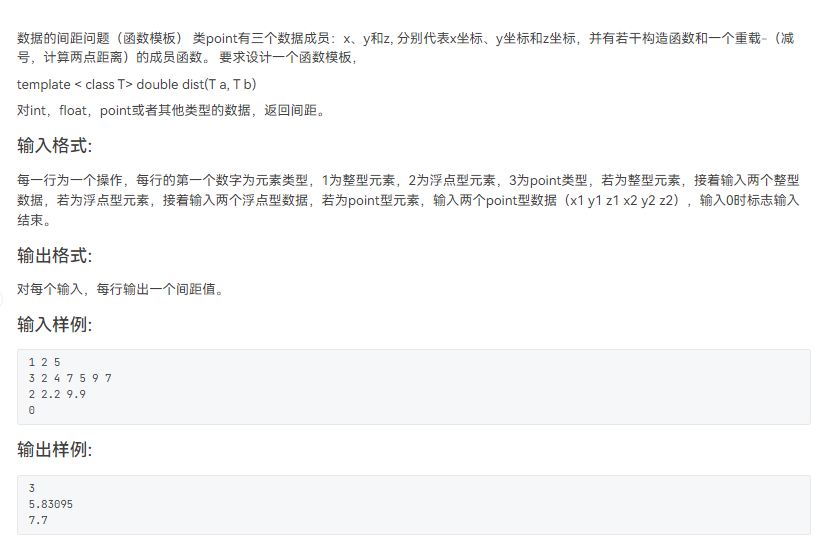 数据的间距问题（函数模板） 类point有三个数据成员：x、y和z, 分别代表x坐标、y坐标和z坐标，并有若干构造函数和一个重载-（减
号，计算两点距离）的成员函数。 要求设计一个函数模板，
template < class T> double dist(T a, T b)
对int，float，point或者其他类型的数据，返回间距。
输入格式:
每一行为一个操作，每行的第一个数字为元素类型，1为整型元素，2为浮点型元素，3为point类型，若为整型元素，接着输入两个整型
数据，若为浮点型元素，接着输入两个浮点型数据，若为point型元素，输入两个point型数据（x1 y1 z1 x2 y2 z2），输入0时标志输入
结束。
输出格式:
对每个输入，每行输出一个间距值。
输入样例:
1 2 5
3 2 4 7 5 9 7
2 2.2 9.9
0
输出样例:
3
5.83095
7.7